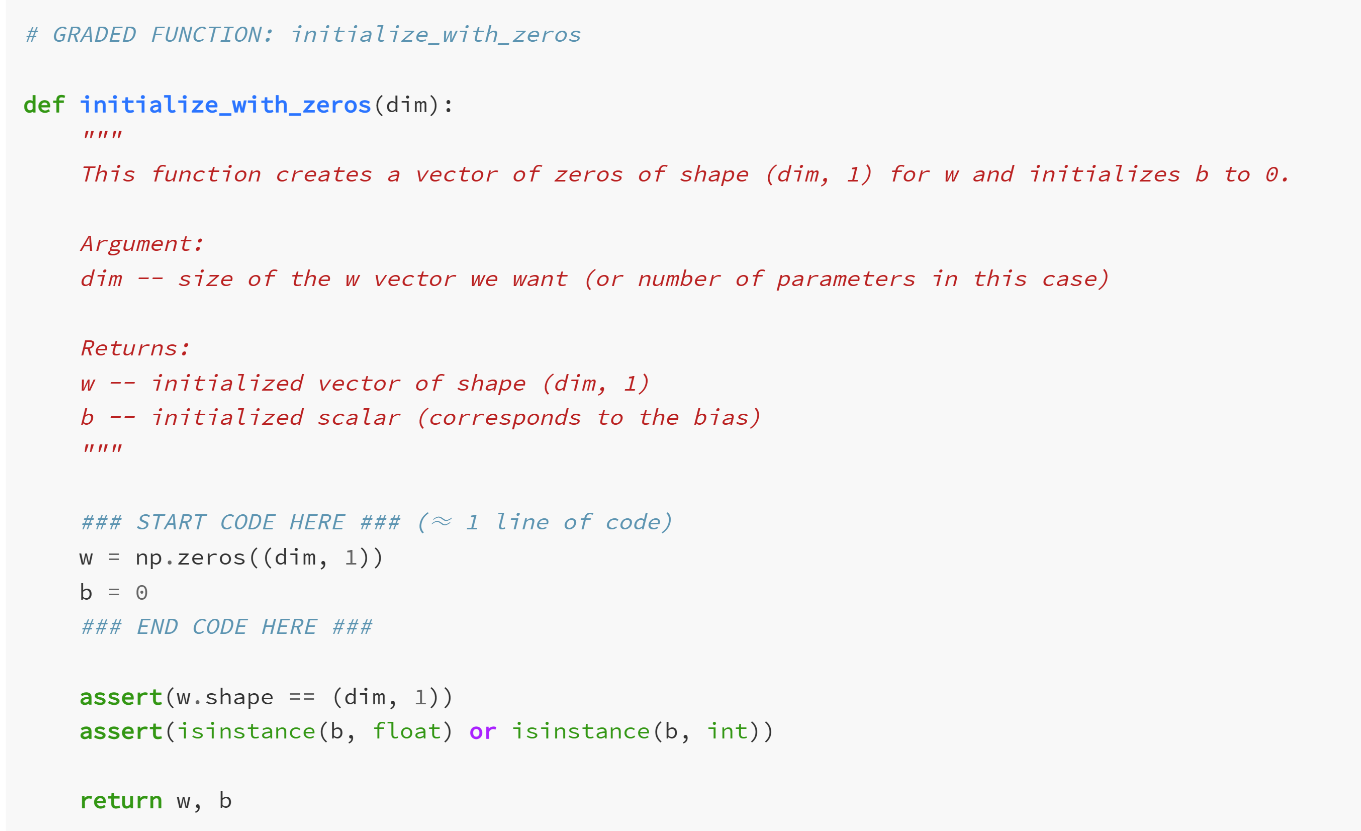 # GRADED FUNCTION: initialize_with_zeros
def initialize_with_zeros(dim):
"""
This function creates a vector of zeros of shape (dim, 1) for w and initializes b to 0.
Argument:
dim -- size of the w vector we want (or number of parameters in this case)
Returns:
w -- initialized vector of shape (dim, 1)
b -- initialized scalar (corresponds to the bias)
"""
### START CODE HERE ### (≈ 1 line of code)
w = np.zeros((dim, 1))
b = 0
### END CODE HERE ###
assert(w.shape == (dim, 1))
assert(isinstance(b, float) or isinstance(b, int))
return w, b